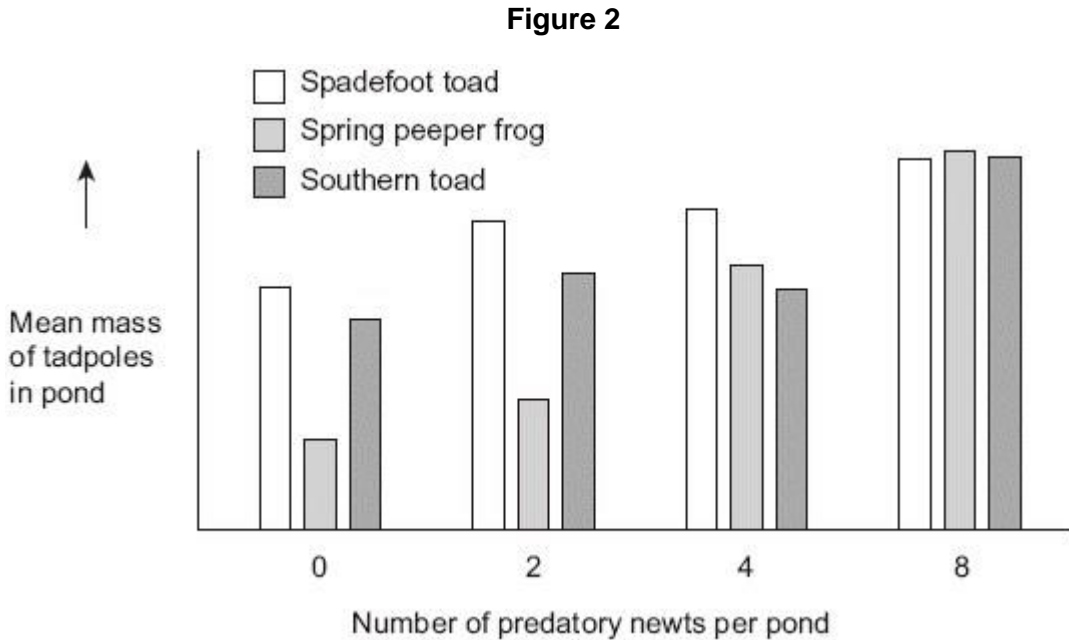 Figure 2
Spadefoot toad
Spring peeper frog
Southern toad
Mean mass
of tadpoles
in pond
0 2 4 8
Number of predatory newts per pond